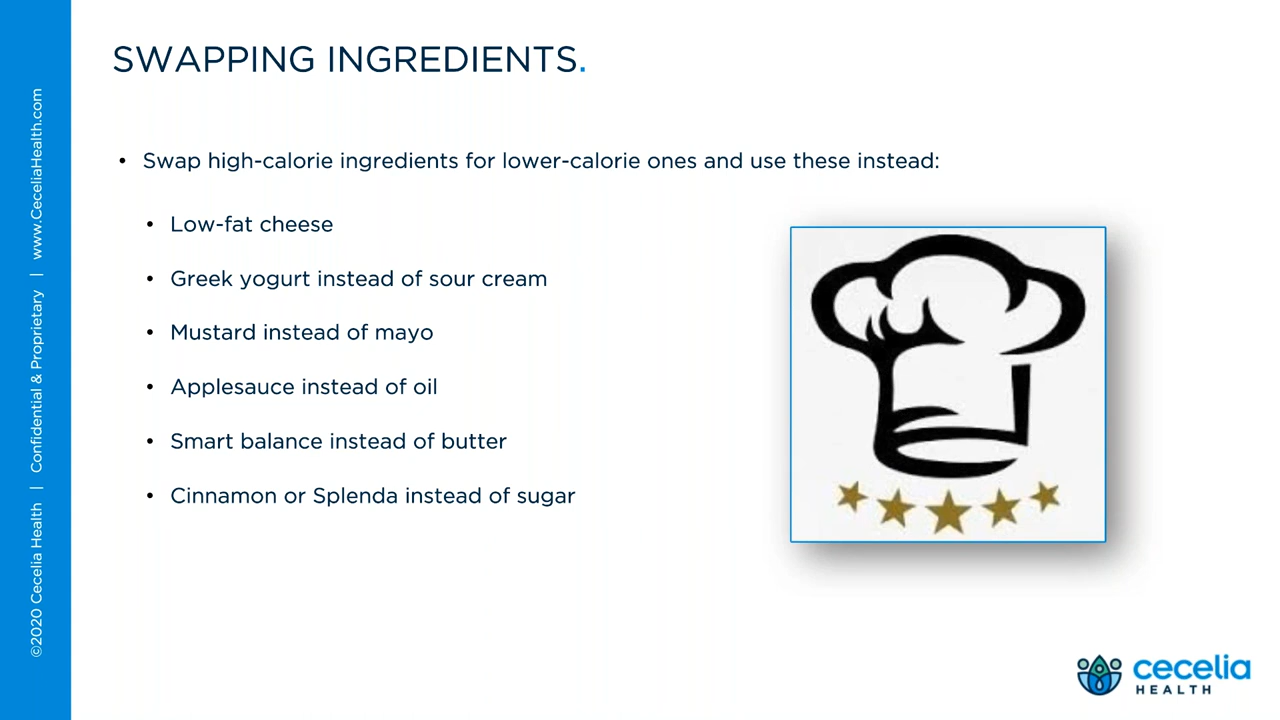 SWAPPING INGREDIENTS.
• Swap high-calorie ingredients for lower-calorie ones and use these instead:
• Low-fat cheese
• Greek yogurt instead of sour cream
• Mustard instead of mayo
• Applesauce instead of oil
• Smart balance instead of butter
• Cinnamon or Splenda instead of sugar
©2020 Cecelia Health | Confidential & Proprietary | www.CeceliaHealth.com
cecelia
HEALTH